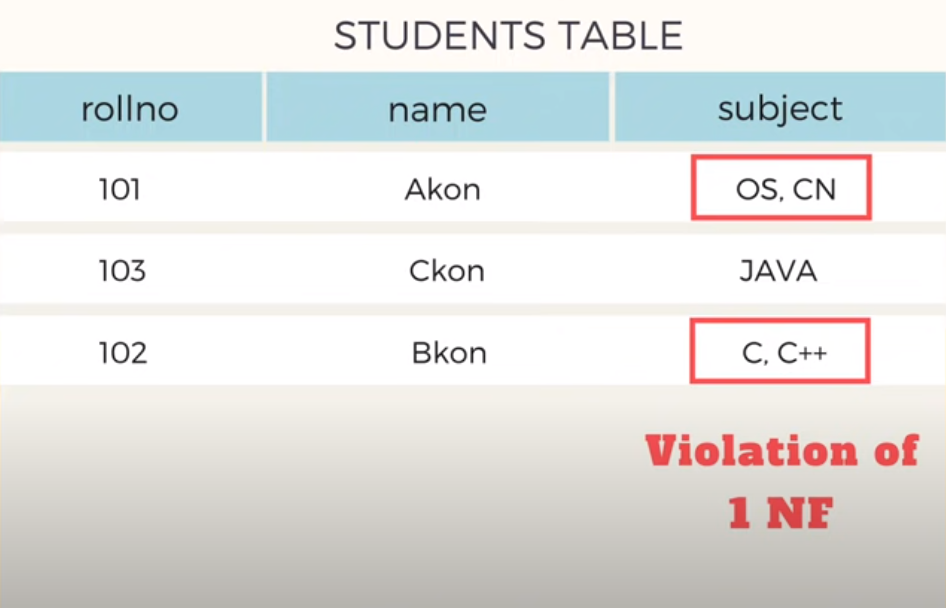 STUDENTS TABLE
rollno name subject
101 Akon OS, CN
103 Ckon JAVA
102 Bkon C, C++
Violation of
1 NF